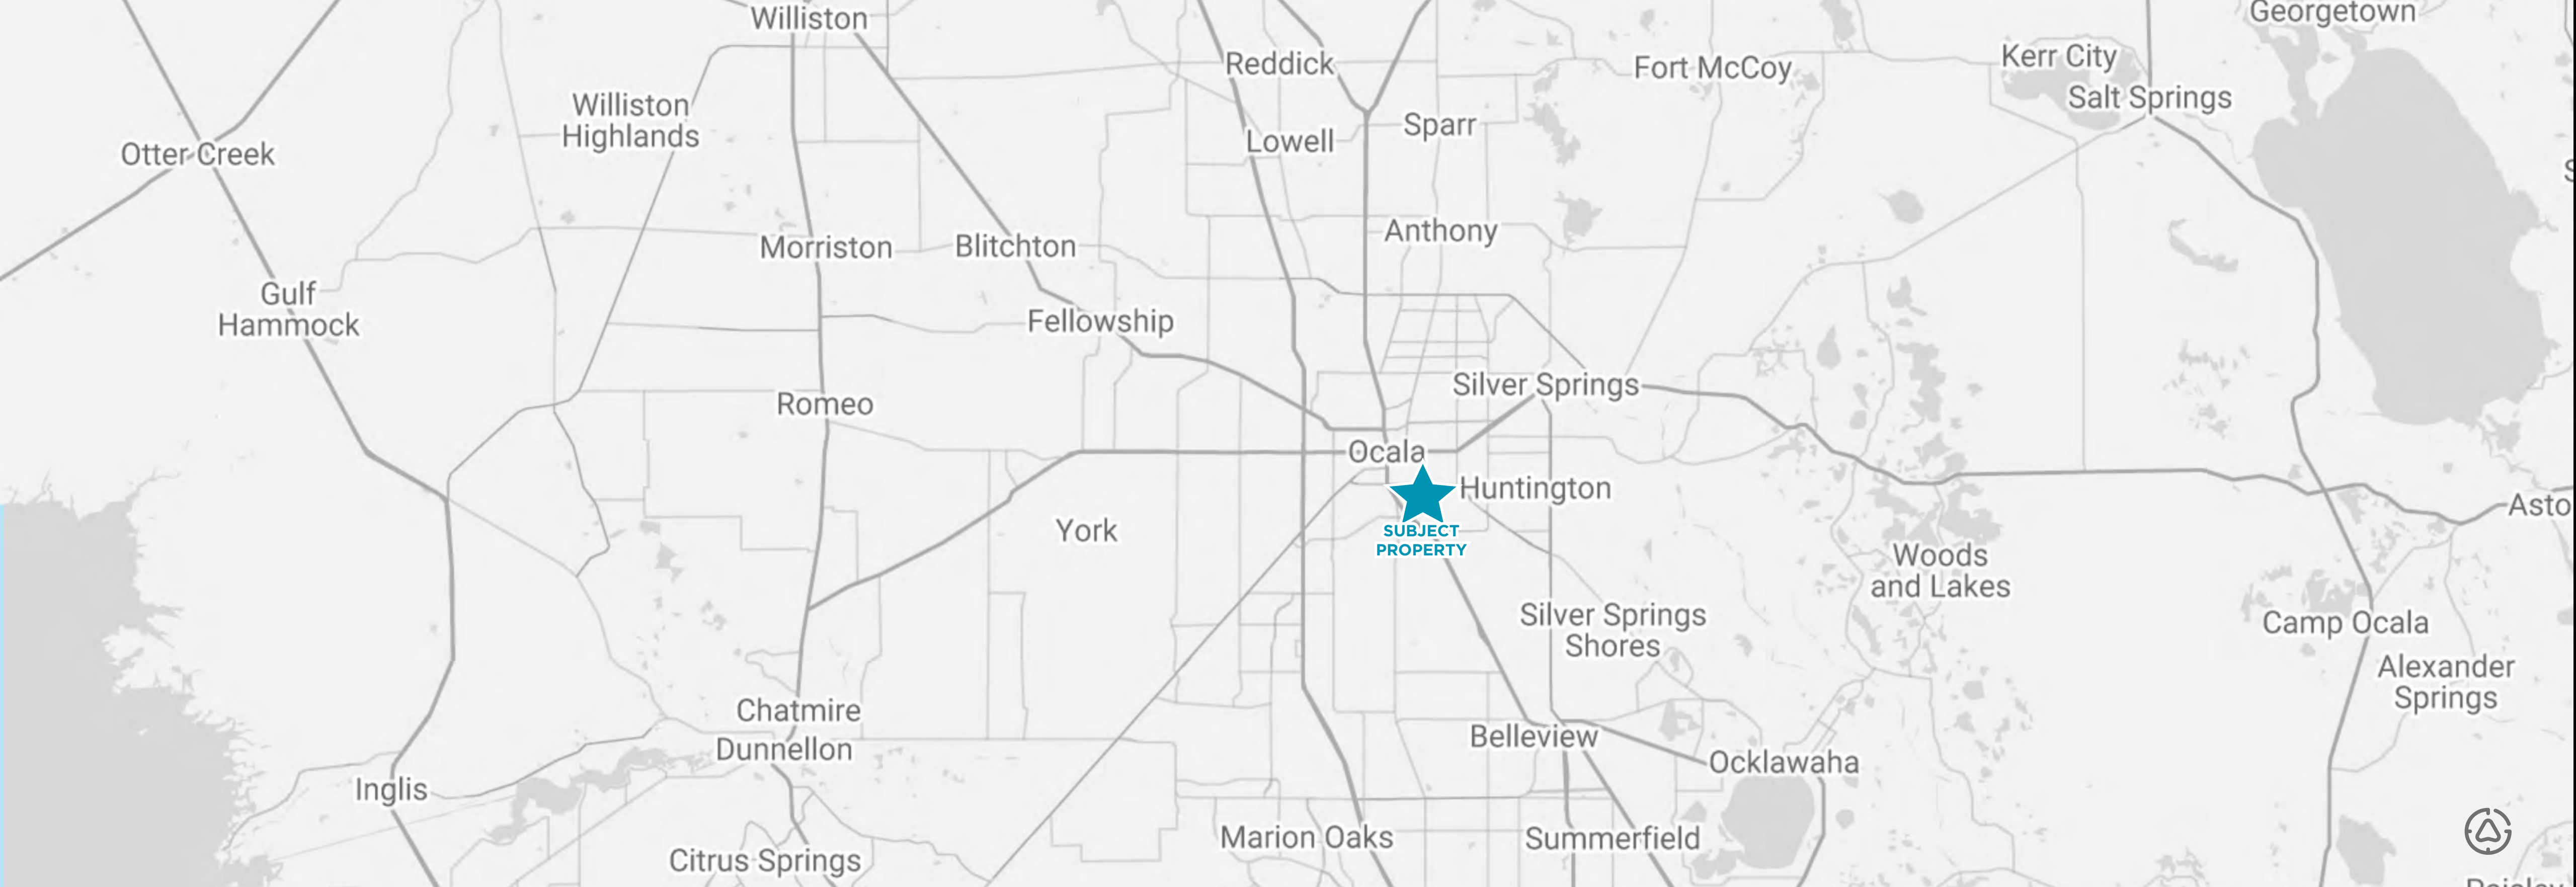 Williston
Georgetown
Reddick
Fort McCoy
Kerr City
Salt Springs
Williston
Highlands
Sparr
Lowell
Otter Creek
Anthony
Morriston
Blitchton
Gulf
Hammock
Fellowship
Silver Springs
Romeo
Ocala
Huntington
Asto
York
SUBJECT
PROPERTY
Woods
and Lakes
Silver Springs
Shores
Camp Ocala
Alexander
Springs
Chatmire
Dunnellon
Belleview
Ocklawaha
Inglis
Marion Oaks
Summerfield
Citrus Springs